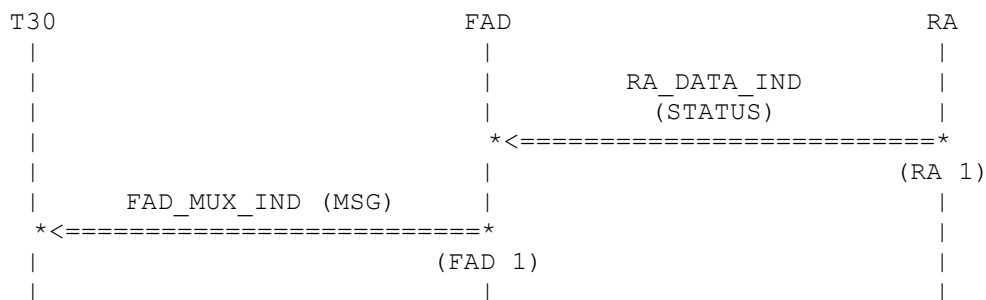 T30 FAD RA
RA_DATA_IND
(STATUS)
*<==========================*
(RA 1)
FAD_MUX_IND (MSG)
*<==========================*
(FAD 1)